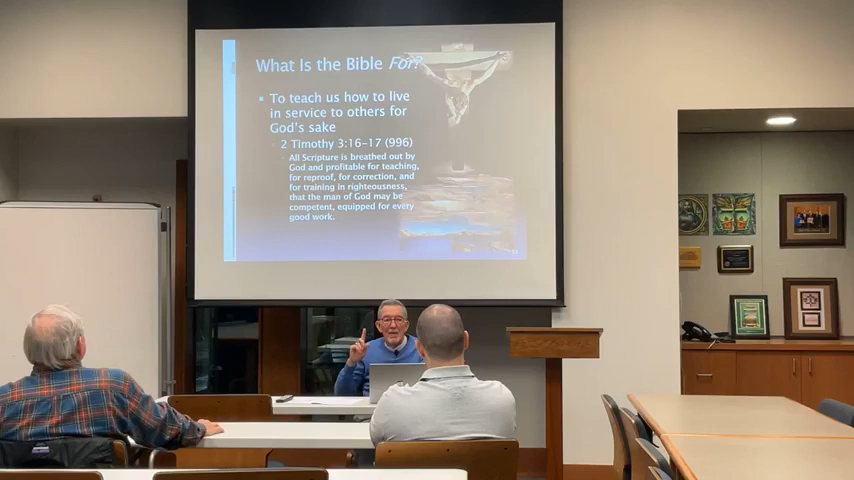 What Is the Bible For?
To teach us how to live
in service to others for
God's sake
2 Timothy 3:16-17 (996)
All Scripture is breathed out by
God and profitable for teaching,
for reproof, for correction, and
for training in righteousness,
that the man of God may be
competent, equipped for every
good work.